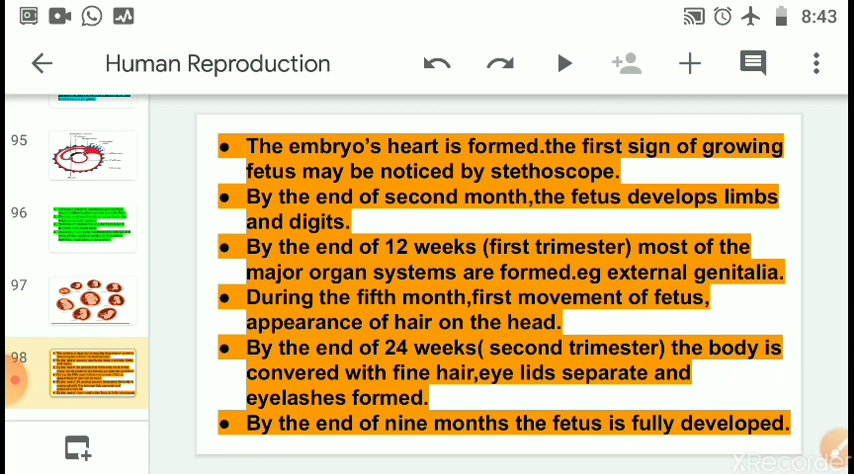 8:43
Human Reproduction
95
96
97
98
● The embryo's heart is formed.the first sign of growing
fetus may be noticed by stethoscope.
● By the end of second month,the fetus develops limbs
and digits.
● By the end of 12 weeks (first trimester) most of the
major organ systems are formed.eg external genitalia.
● During the fifth month,first movement of fetus,
appearance of hair on the head.
● By the end of 24 weeks( second trimester) the body is
convered with fine hair,eye lids separate and
eyelashes formed.
● By the end of nine months the fetus is fully developed.
XRecorder